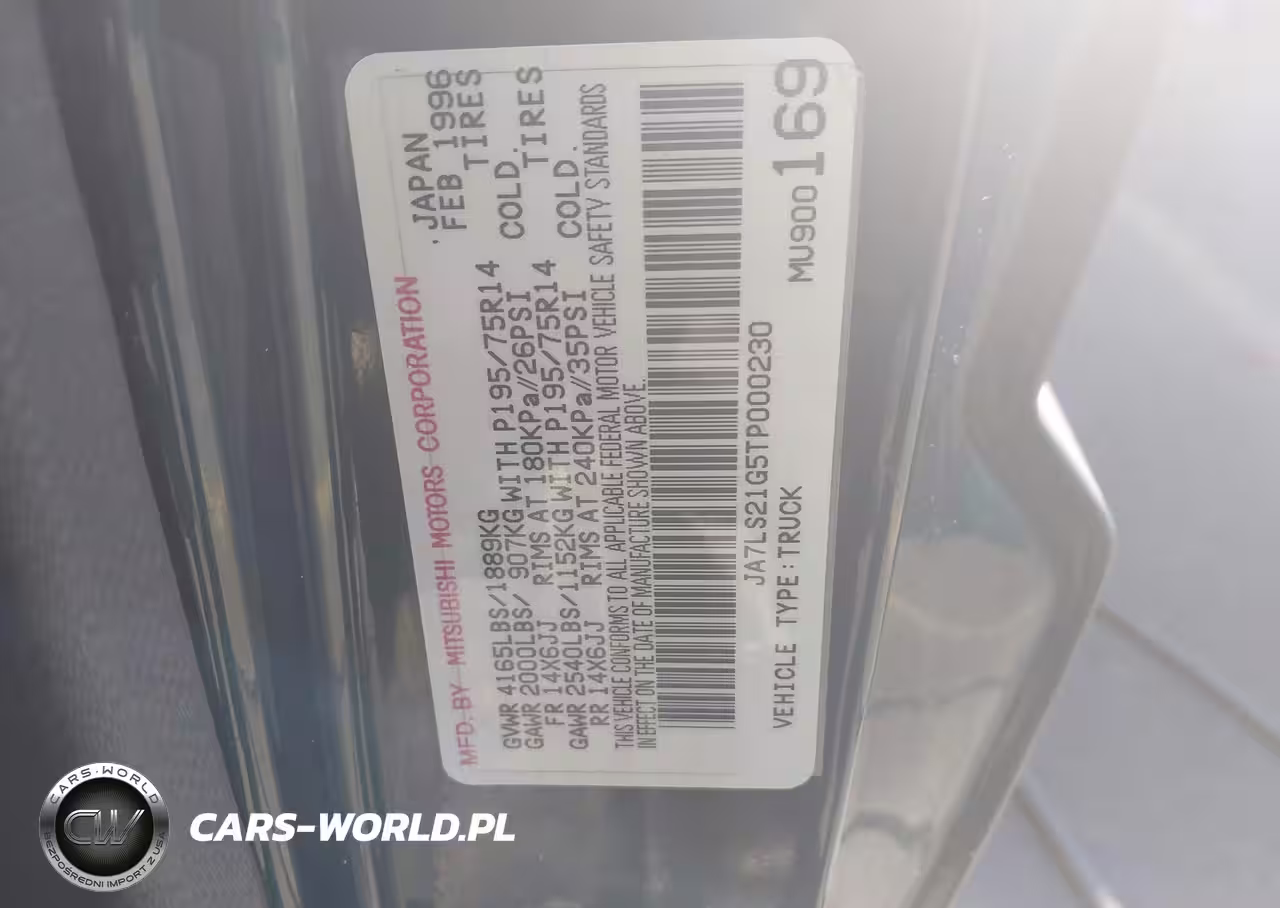 MFD. BY MITSUBISHI MOTORS CORPORATION JAPAN
FEB 1996
GVWR 4165LBS/1889KG
GAWR 2000LBS/ 907KG WITH P195/75R14 TIRES
FR 14X6JJ RIMS AT 180KPa//26PSI COLD.
GAWR 2540LBS/1152KG WITH P195/75R14 TIRES
RR 14X6JJ RIMS AT 240KPa//35PSI COLD.
THIS VEHICLE CONFORMS TO ALL APPLICABLE FEDERAL MOTOR VEHICLE SAFETY STANDARDS
IN EFFECT ON THE DATE OF MANUFACTURE SHOWN ABOVE.
JA7LS21G5TP000230
VEHICLE TYPE:TRUCK
MU900169
CARS-WORLD
CW
BEZPOŚREDNI IMPORT Z USA
CARS-WORLD.PL